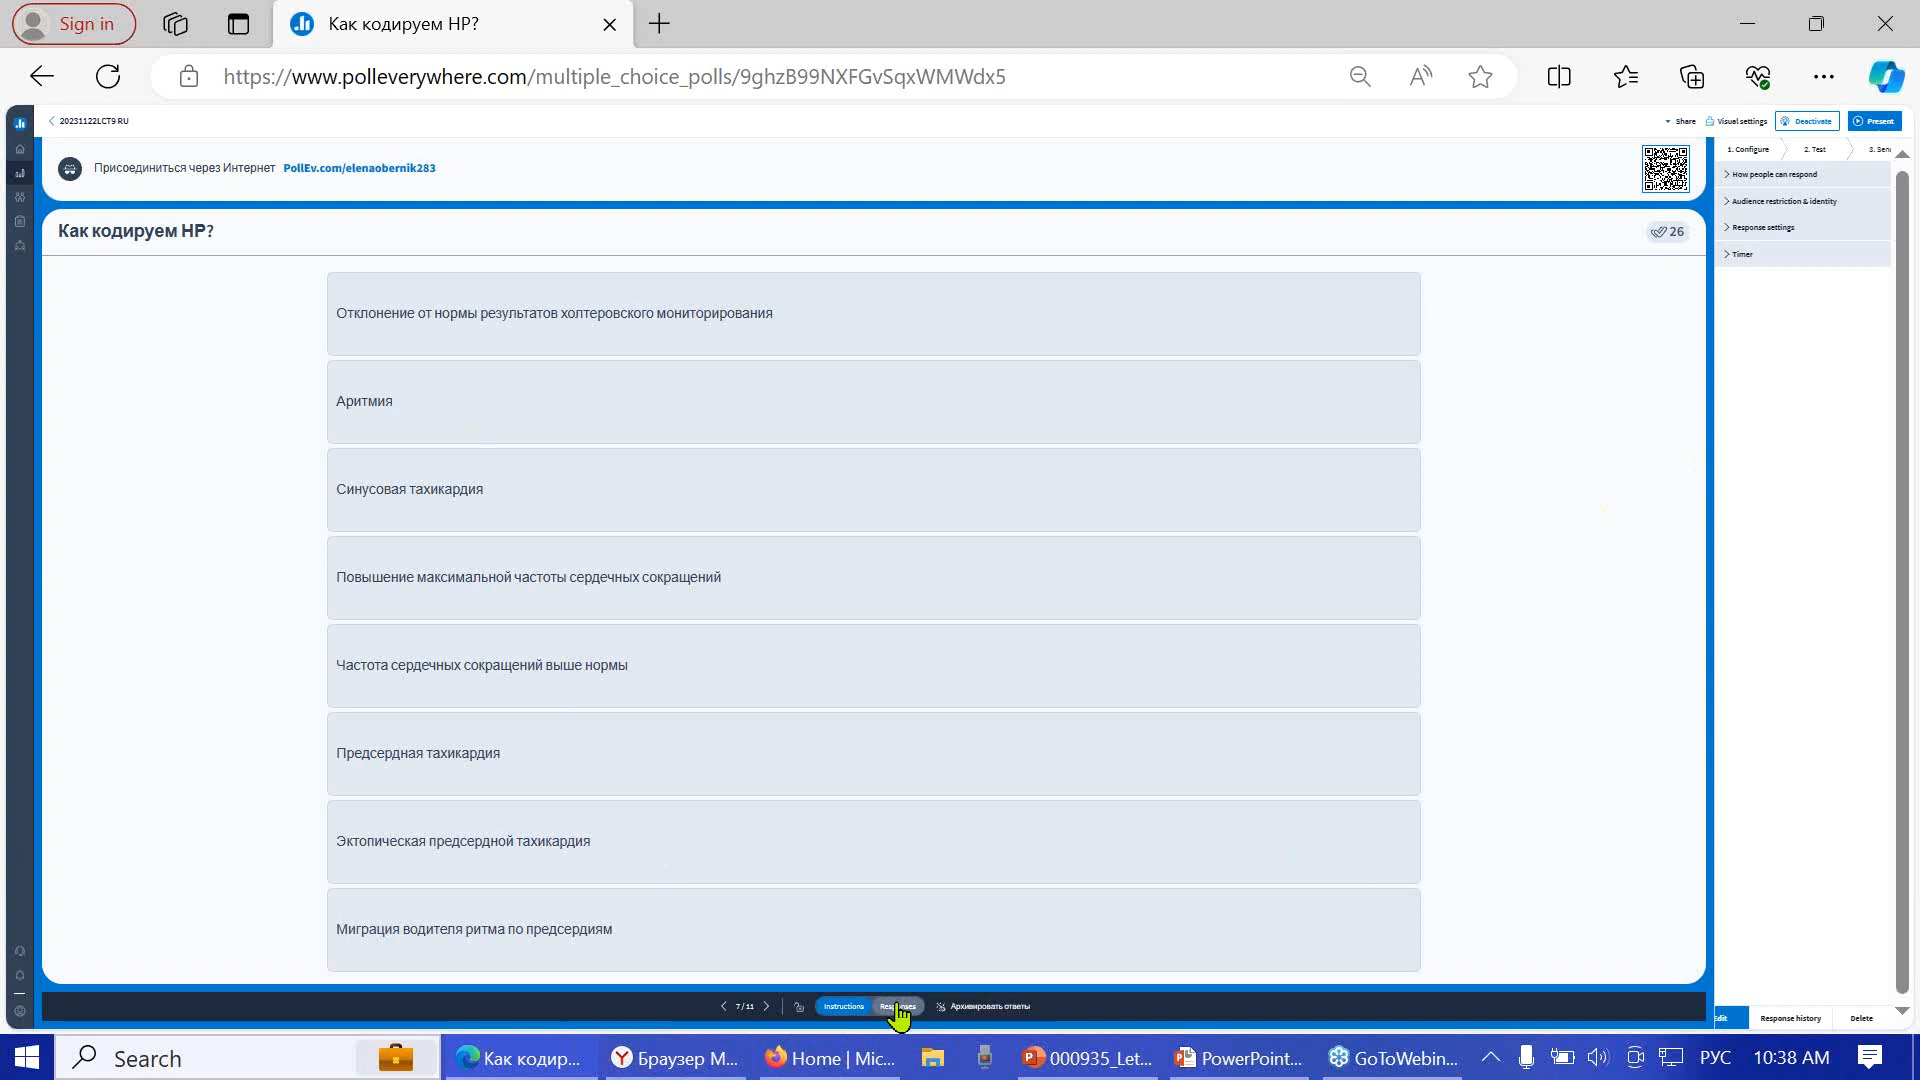 Sign in
Как кодируем НР?
https://www.polleverywhere.com/multiple_choice_polls/9ghzB99NXFGvSqxWMWdx5
20231122LCT9 RU
Share
Visual settings
Deactivate
Present
Присоединиться через Интернет PollEv.com/elenaobernik283
1. Configure
2. Test
3. Sen
How people can respond
Audience restriction & identity
Response settings
Timer
Как кодируем НР?
26
Отклонение от нормы результатов холтеровского мониторирования
Аритмия
Синусовая тахикардия
Повышение максимальной частоты сердечных сокращений
Частота сердечных сокращений выше нормы
Предсердная тахикардия
Эктопическая предсердной тахикардия
Миграция водителя ритма по предсердиям
7 / 11
Instructions
Responses
Архивировать ответы
Edit
Response history
Delete
Search
Как кодир...
Браузер М...
Home | Mic...
000935_Let...
PowerPoint...
GoToWebin...
РУС
10:38 AM